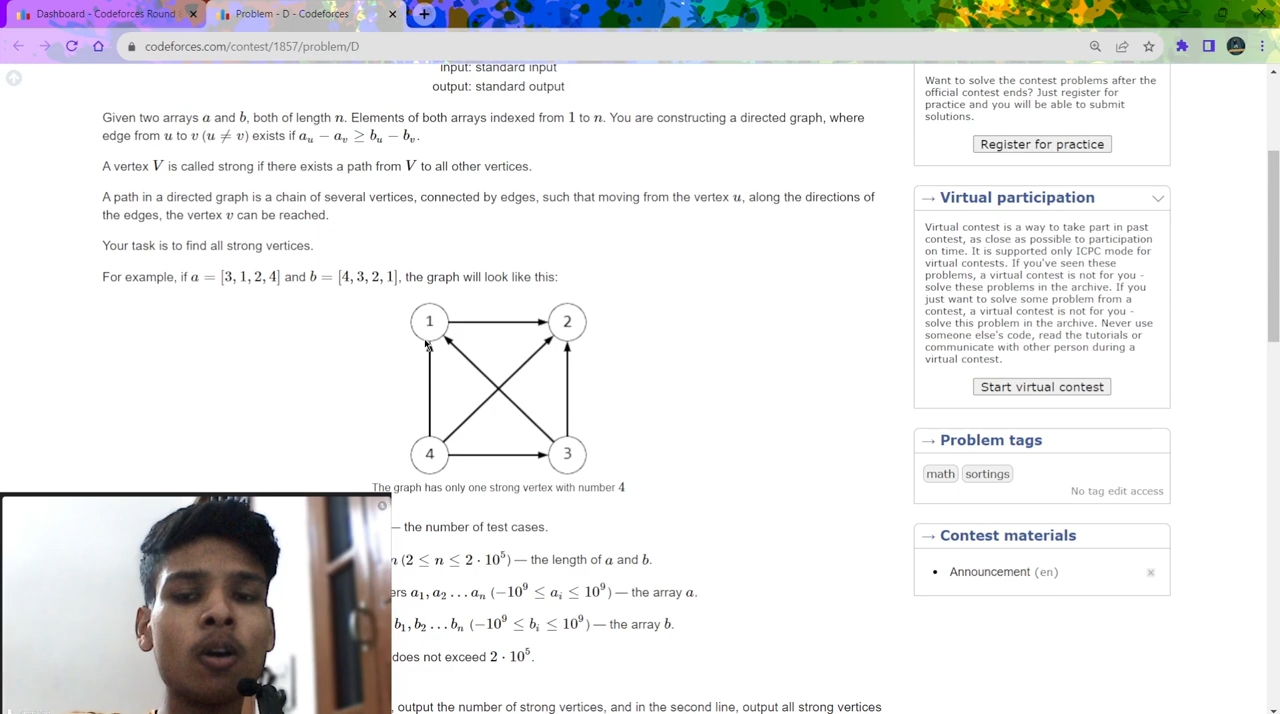 Dashboard - Codeforces Round
Problem - D - Codeforces
codeforces.com/contest/1857/problem/D
input: standard input
output: standard output
Given two arrays a and b, both of length n. Elements of both arrays indexed from 1 to n. You are constructing a directed graph, where
edge from u to v (u ≠ v) exists if a_u − a_v ≥ b_u − b_v.
A vertex V is called strong if there exists a path from V to all other vertices.
A path in a directed graph is a chain of several vertices, connected by edges, such that moving from the vertex u, along the directions of
the edges, the vertex v can be reached.
Your task is to find all strong vertices.
For example, if a = [3, 1, 2, 4] and b = [4, 3, 2, 1], the graph will look like this:
1
2
4
3
The graph has only one strong vertex with number 4
— the number of test cases.
n (2 ≤ n ≤ 2 · 10^5) — the length of a and b.
ers a_1, a_2 … a_n (−10^9 ≤ a_i ≤ 10^9) — the array a.
b_1, b_2 … b_n (−10^9 ≤ b_i ≤ 10^9) — the array b.
does not exceed 2 · 10^5.
, output the number of strong vertices, and in the second line, output all strong vertices
Want to solve the contest problems after the
official contest ends? Just register for
practice and you will be able to submit
solutions.
Register for practice
→ Virtual participation
Virtual contest is a way to take part in past
contest, as close as possible to participation
on time. It is supported only ICPC mode for
virtual contests. If you've seen these
problems, a virtual contest is not for you -
solve these problems in the archive. If you
just want to solve some problem from a
contest, a virtual contest is not for you -
solve this problem in the archive. Never use
someone else's code, read the tutorials or
communicate with other person during a
virtual contest.
Start virtual contest
→ Problem tags
math
sortings
No tag edit access
→ Contest materials
Announcement (en)